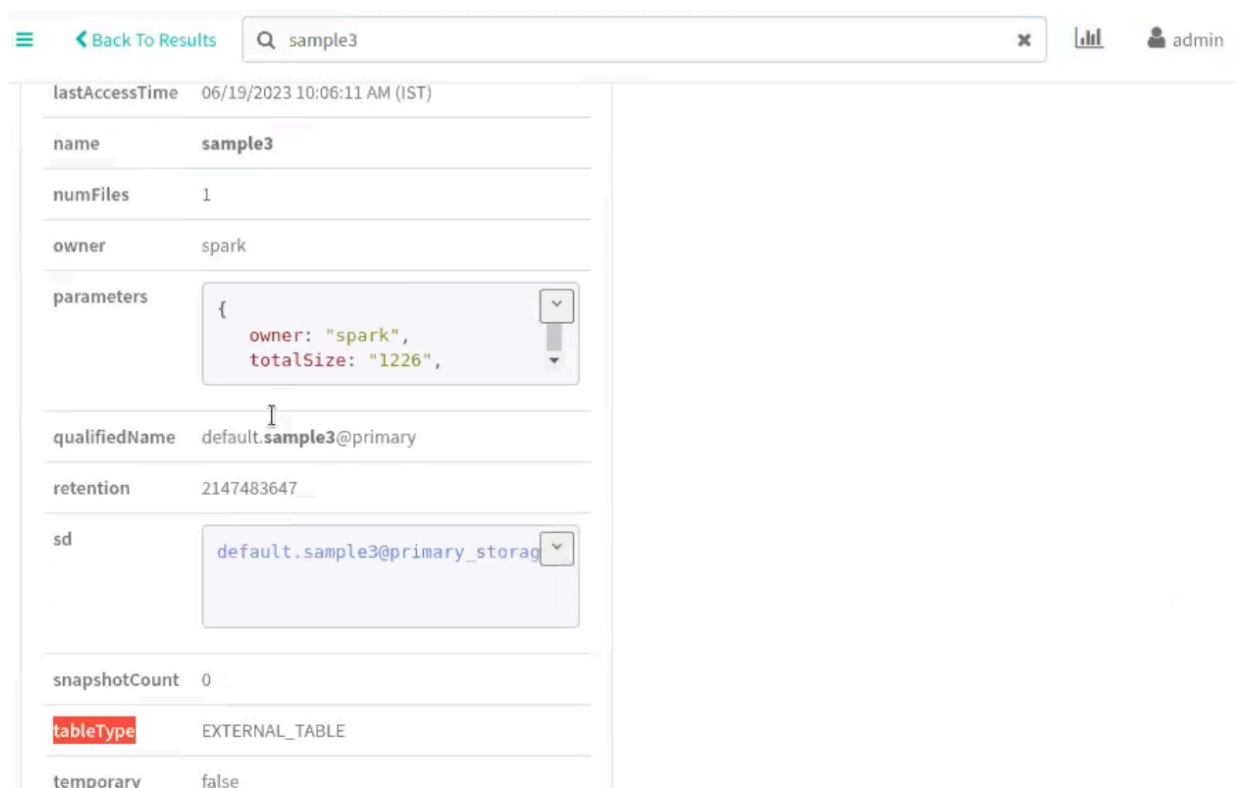 Back To Results sample3 admin
lastAccessTime 06/19/2023 10:06:11 AM (IST)
name sample3
numFiles 1
owner spark
parameters {
owner: "spark",
totalSize: "1226",
qualifiedName default.sample3@primary
retention 2147483647
sd default.sample3@primary_storag
snapshotCount 0
tableType EXTERNAL_TABLE
temporary false